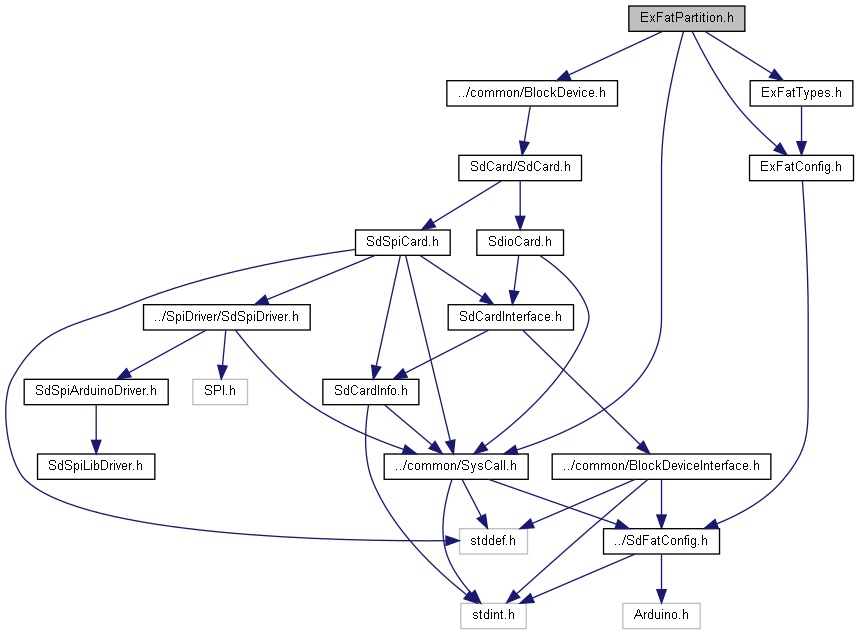 ExFatPartition.h
../common/BlockDevice.h
ExFatTypes.h
SdCard/SdCard.h
ExFatConfig.h
SdSpiCard.h
SdioCard.h
../SpiDriver/SdSpiDriver.h
SdCardInterface.h
SdSpiArduinoDriver.h
SPI.h
SdCardInfo.h
SdSpiLibDriver.h
../common/SysCall.h
../common/BlockDeviceInterface.h
stddef.h
../SdFatConfig.h
stdint.h
Arduino.h